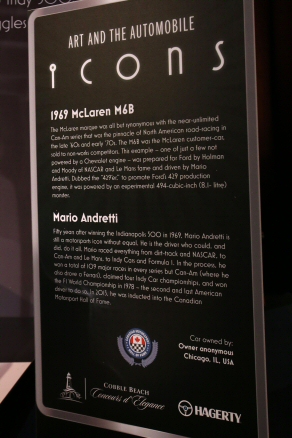 ART AND THE AUTOMOBILE
icons
1969 McLaren M6B
The McLaren marque was all but synonymous with the near-unlimited
Can-Am series that was the pinnacle of North American road-racing in
the late '60s and early '70s. The M6B was the McLaren customer-car,
sold to non-works competitors. This example – one of just a few not
powered by a Chevrolet engine – was prepared for Ford by Holman
and Moody of NASCAR and Le Mans fame and driven by Mario
Andretti. Dubbed the "429'er," to promote Ford's 429 production
engine, it was powered by an experimental 494-cubic-inch (8.1- litre)
monster.
Mario Andretti
Fifty years after winning the Indianapolis 500 in 1969, Mario Andretti is
still a motorsport icon without equal. He is the driver who could, and
did, do it all. Mario raced everything from dirt-track and NASCAR, to
Can-Am and Le Mans, to Indy Cars and Formula 1. In the process, he
won a total of 109 major races in every series but Can-Am (where he
also drove a Ferrari), claimed four Indy Car championships, and won
the F1 World Championship in 1978 – the second and last American
driver to do so. In 2015, he was inducted into the Canadian
Motorsport Hall of Fame.
Car owned by:
Owner anonymous
Chicago, IL, USA
COBBLE BEACH
Concours d'Elegance
HAGERTY